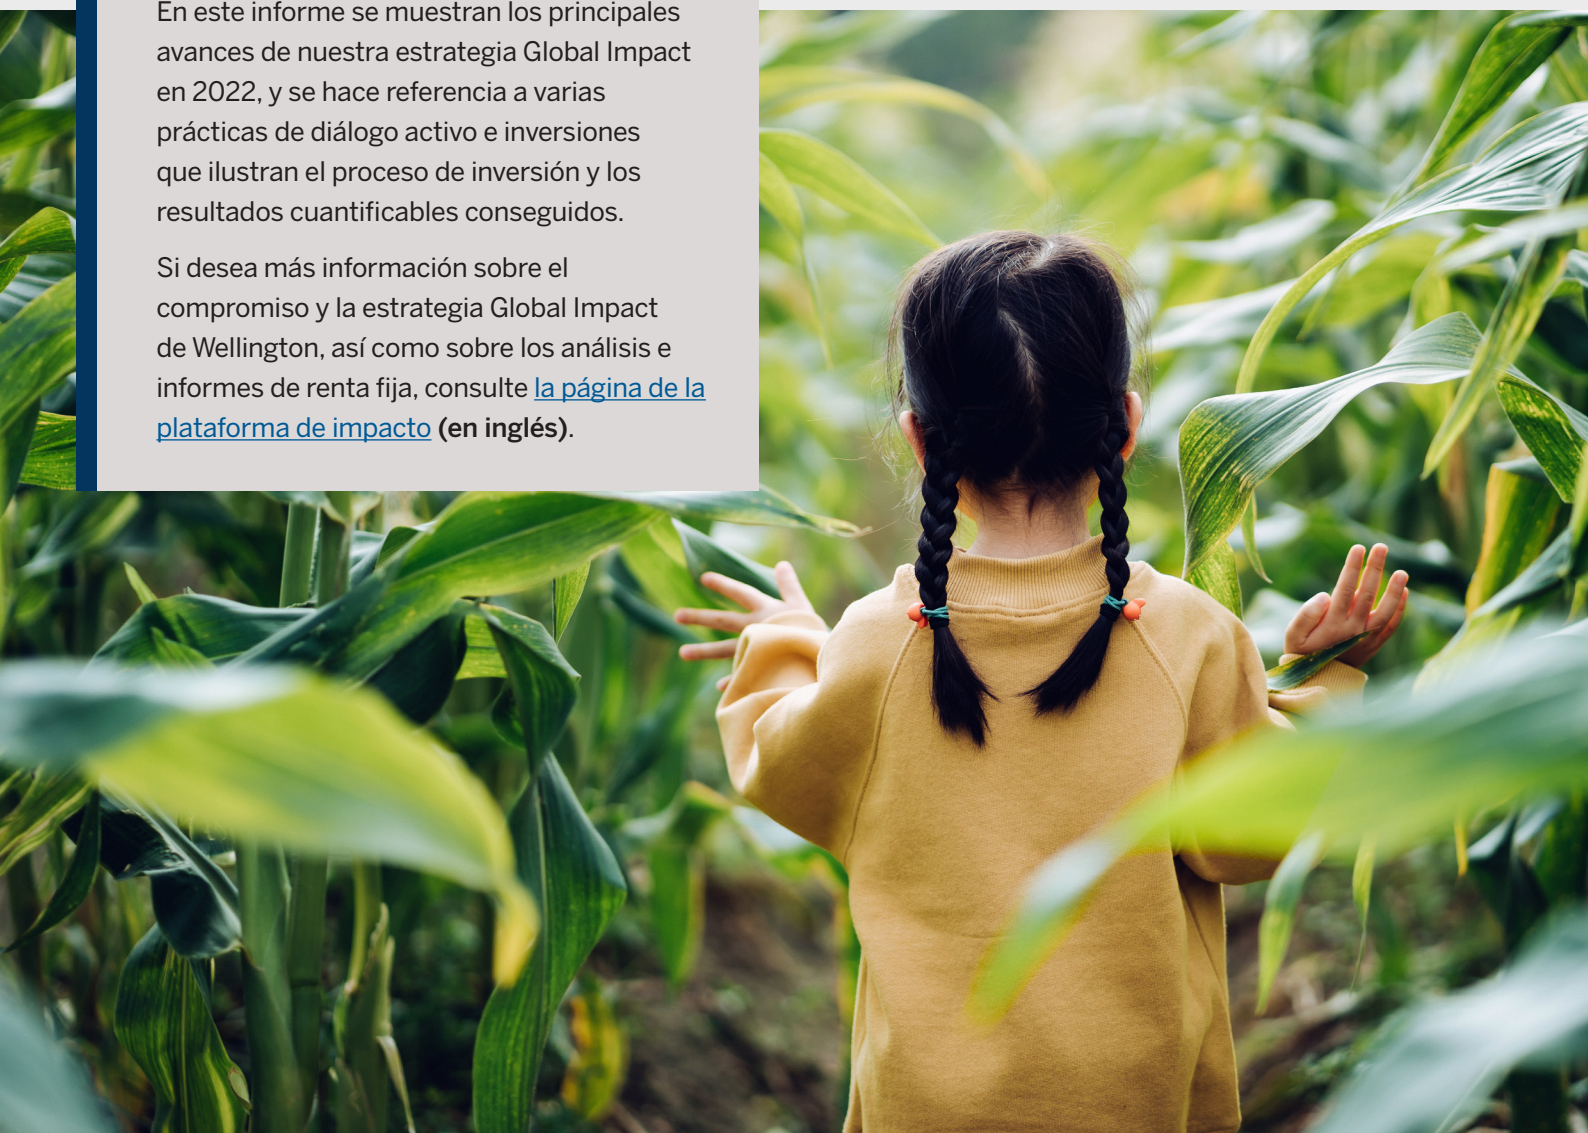 En este informe se muestran los principales
avances de nuestra estrategia Global Impact
en 2022, y se hace referencia a varias
prácticas de diálogo activo e inversiones
que ilustran el proceso de inversión y los
resultados cuantificables conseguidos.
Si desea más información sobre el
compromiso y la estrategia Global Impact
de Wellington, así como sobre los análisis e
informes de renta fija, consulte la página de la
plataforma de impacto (en inglés).